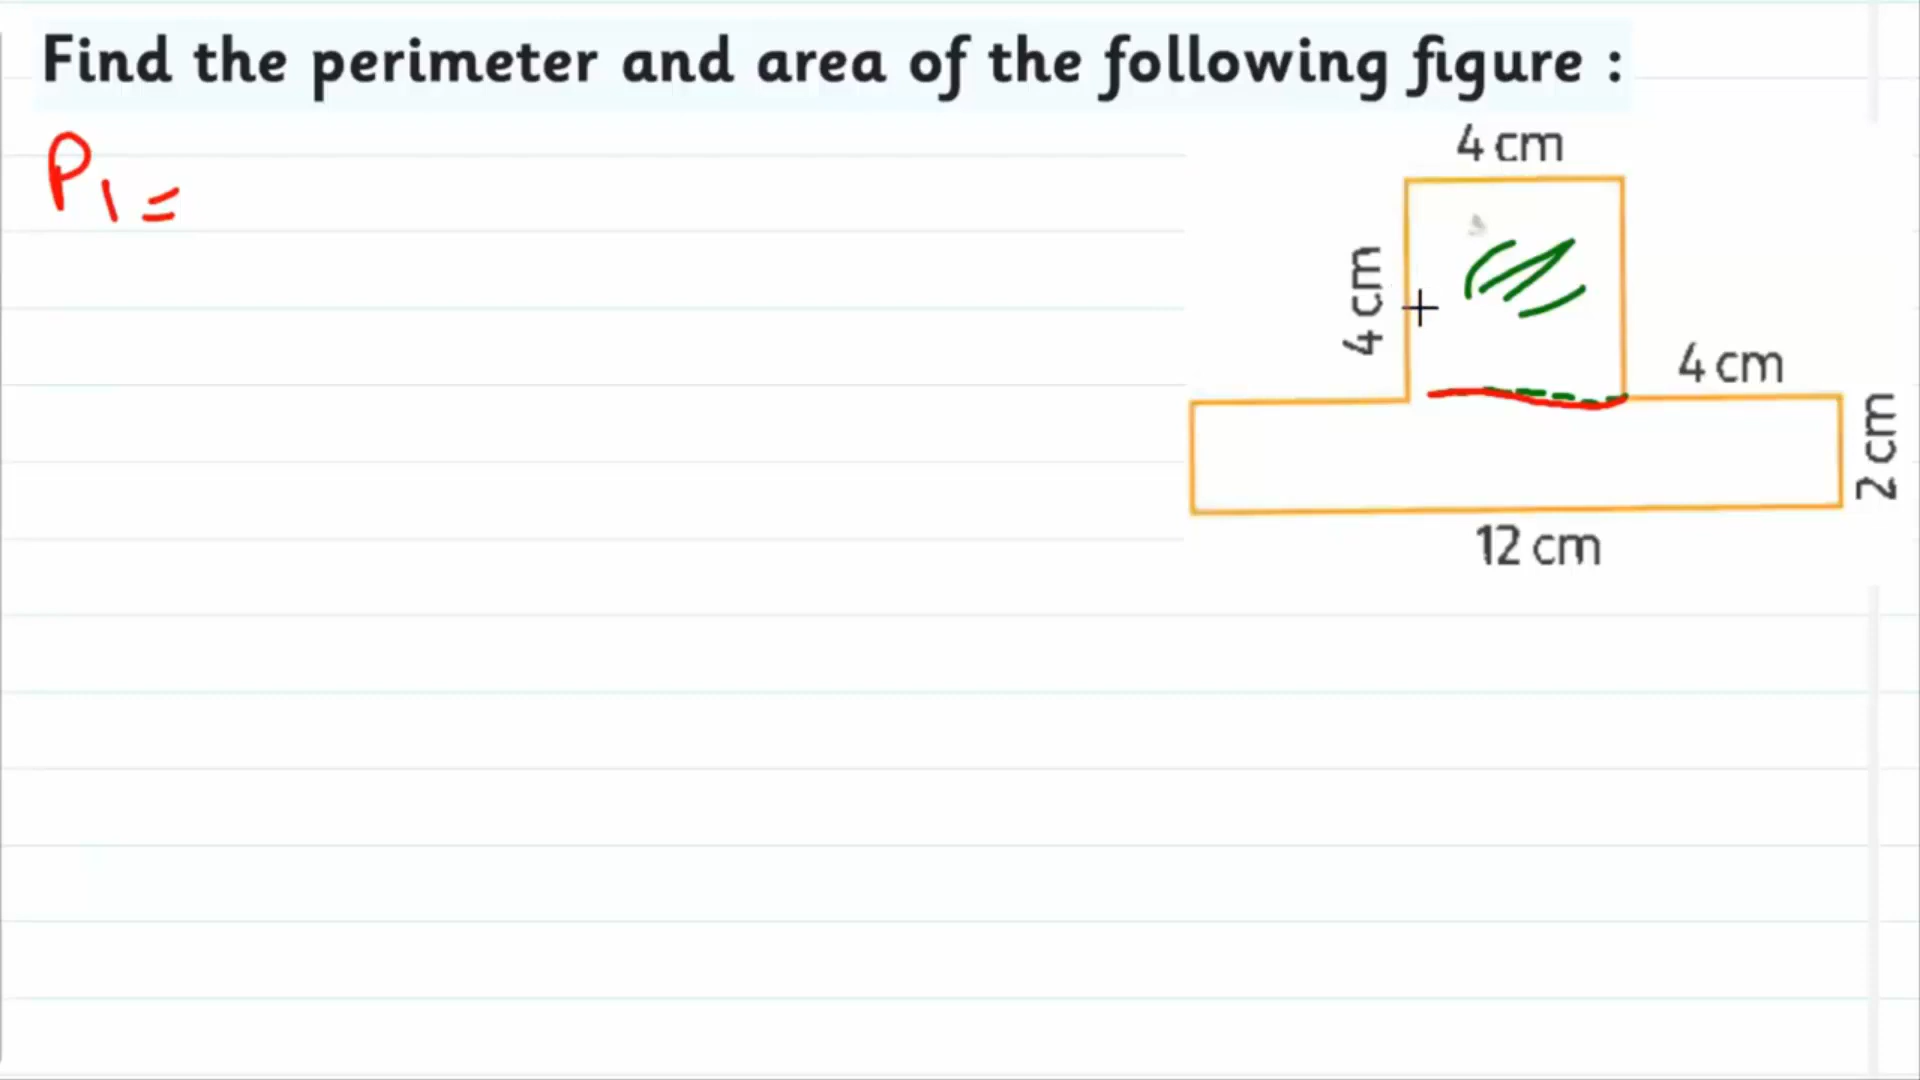 Find the perimeter and area of the following figure :
P1 =
4 cm
4 cm
4 cm
2 cm
12 cm